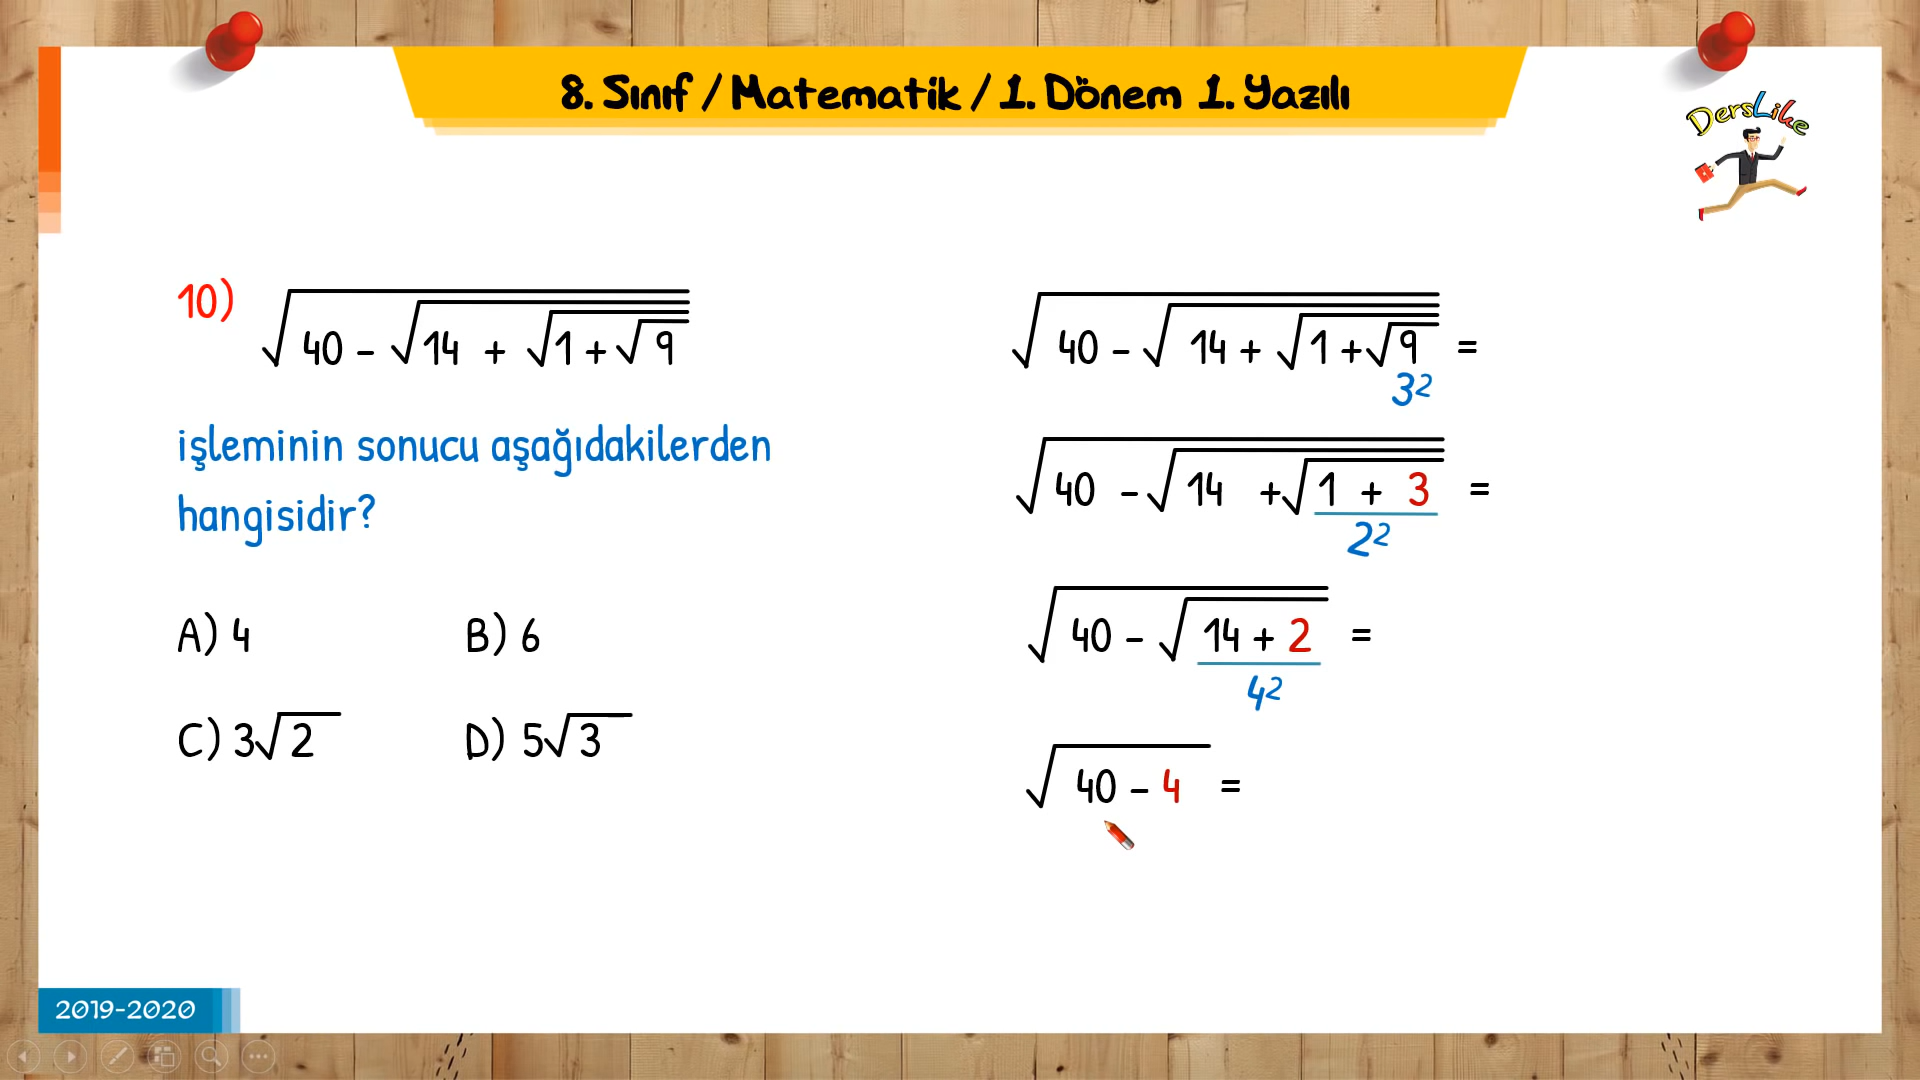 8. Sınıf / Matematik / 1. Dönem 1. Yazılı
DersLike
10) √(40 - √(14 + √(1 + √9)))
işleminin sonucu aşağıdakilerden
hangisidir?
A) 4 B) 6
C) 3√2 D) 5√3
√(40 - √(14 + √(1 + √9))) =
3²
√(40 - √(14 + √(1 + 3))) =
2²
√(40 - √(14 + 2)) =
4²
√(40 - 4) =
2019-2020